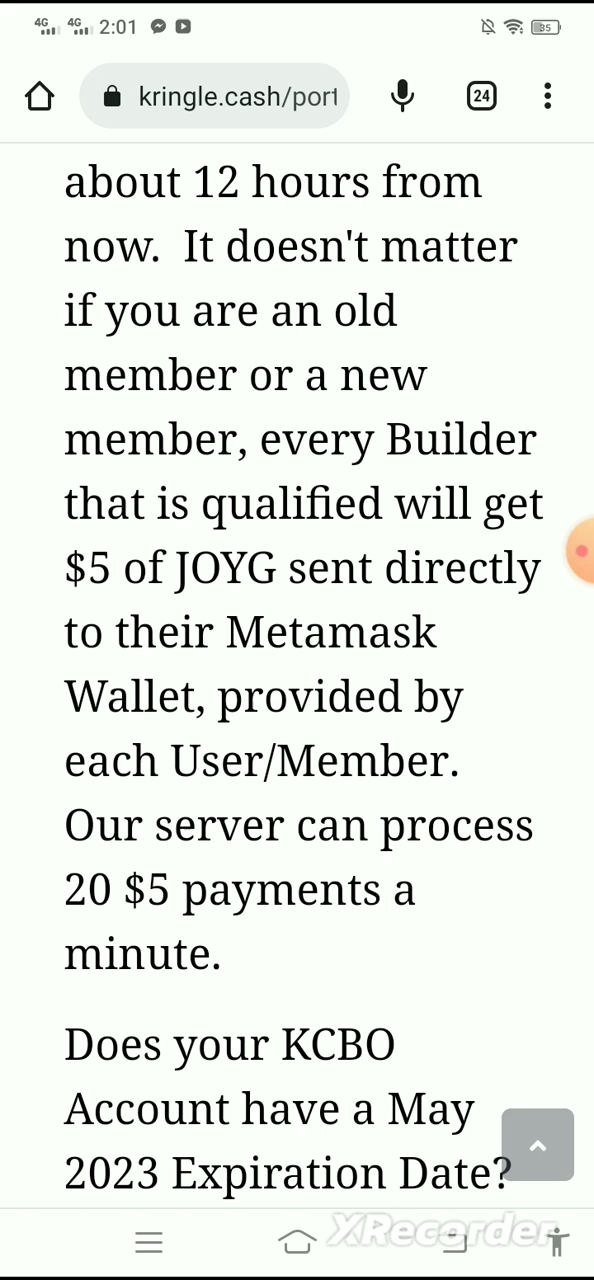 4G 4G 2:01 35
kringle.cash/port 24
about 12 hours from
now.  It doesn't matter
if you are an old
member or a new
member, every Builder
that is qualified will get
$5 of JOYG sent directly
to their Metamask
Wallet, provided by
each User/Member.
Our server can process
20 $5 payments a
minute.
Does your KCBO
Account have a May
2023 Expiration Date?
XRecorder